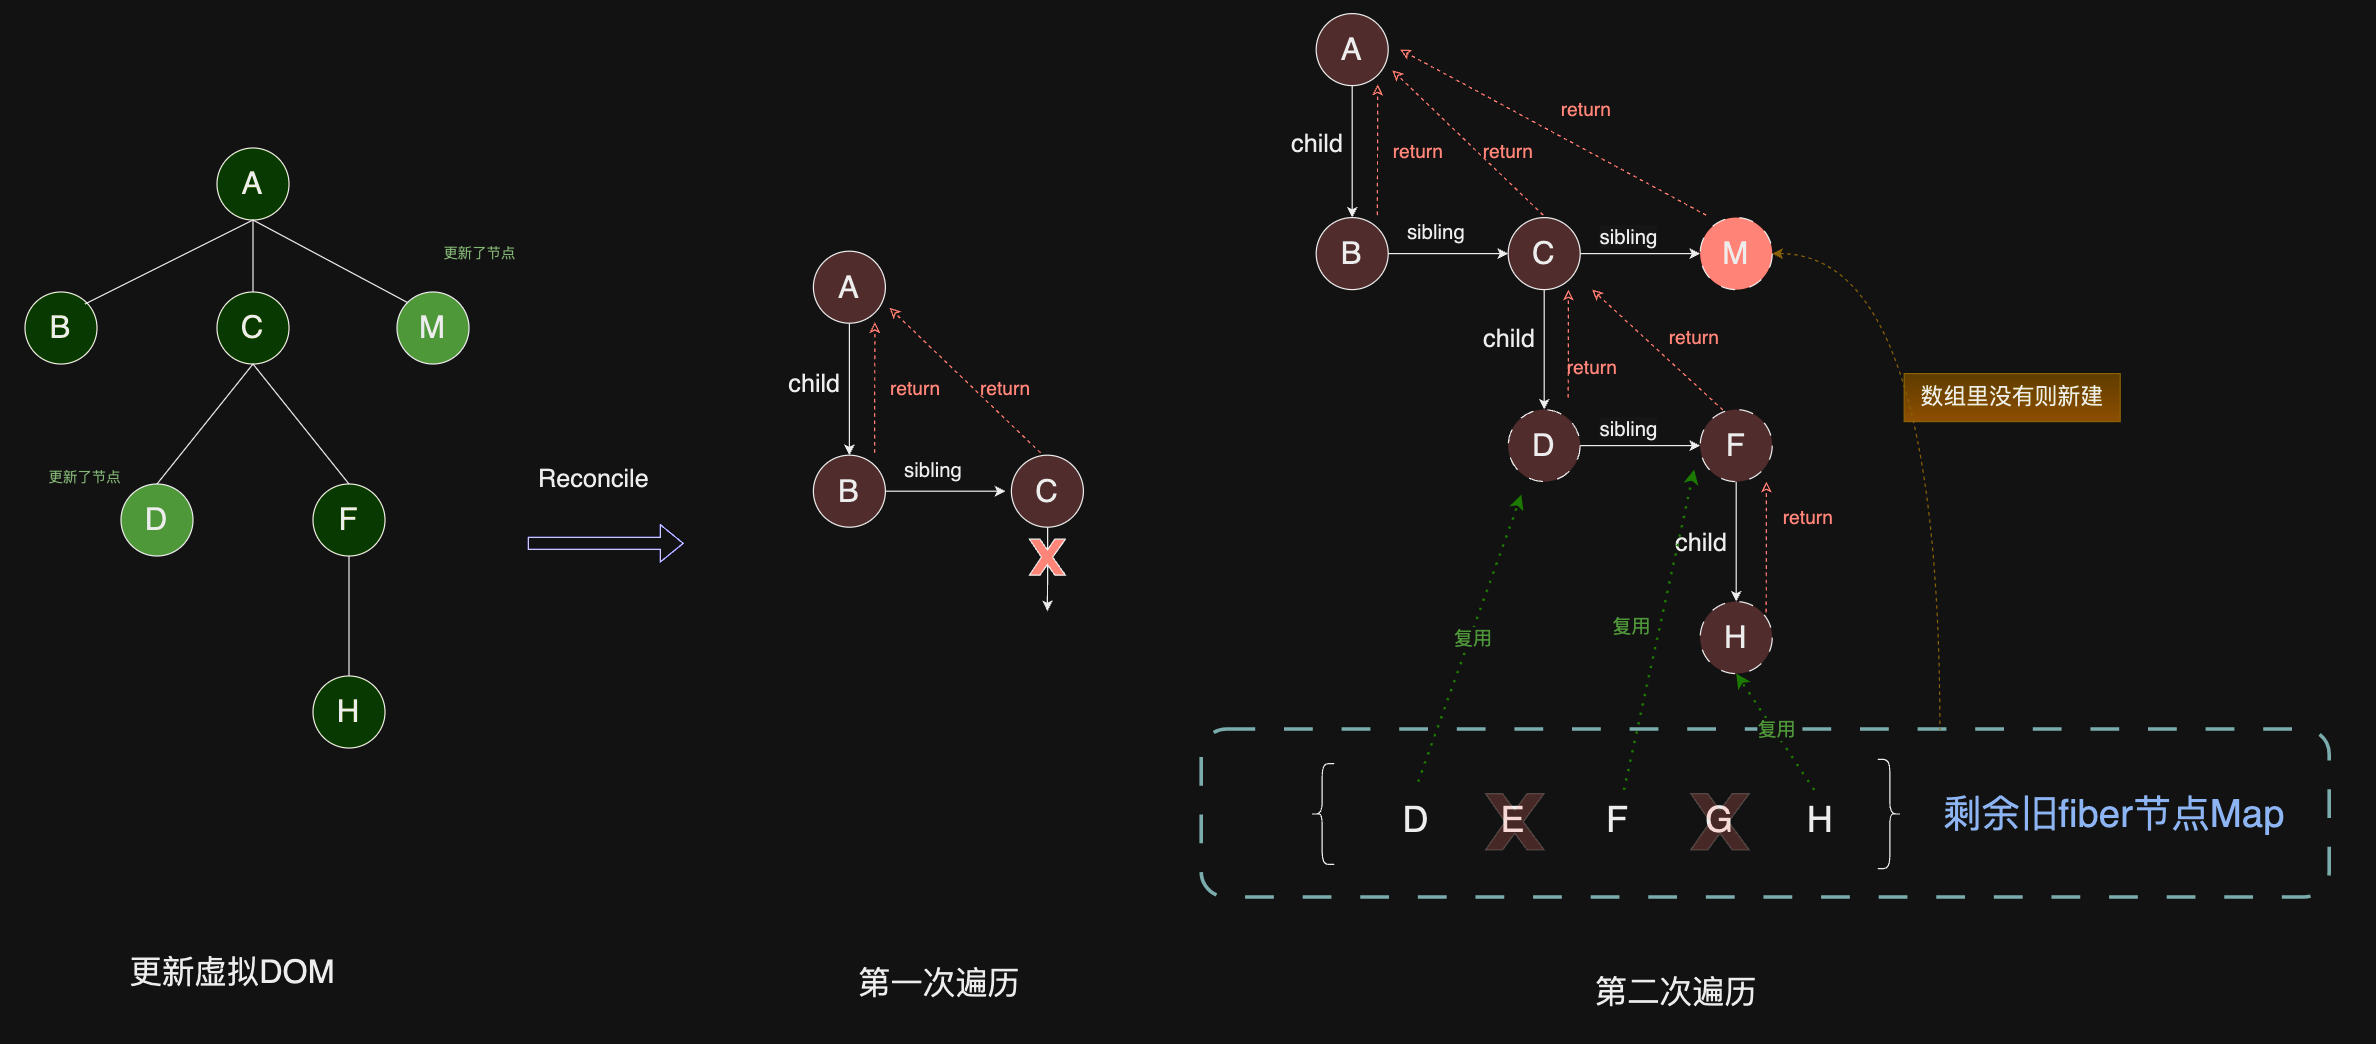 A
B
C
M
更新了节点
更新了节点
D
F
H
更新虚拟DOM
Reconcile
A
child
return
return
B
sibling
C
X
第一次遍历
A
return
child
return
return
B
sibling
C
sibling
M
child
return
return
数组里没有则新建
D
sibling
F
child
return
复用
复用
H
复用
D
E
F
G
H
剩余旧fiber节点Map
第二次遍历